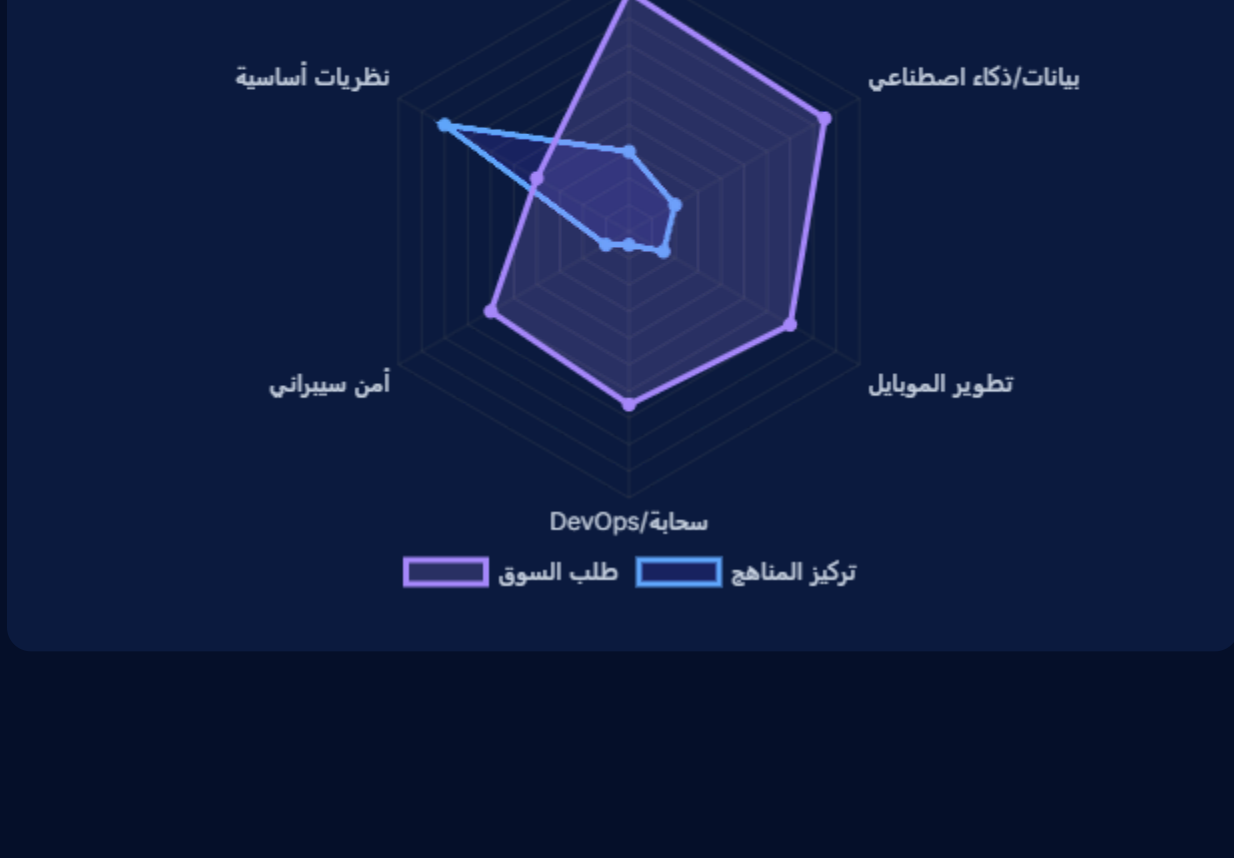 بيانات/ذكاء اصطناعي
نظريات أساسية
تطوير الموبايل
أمن سيبراني
سحابة/DevOps
تركيز المناهج
طلب السوق